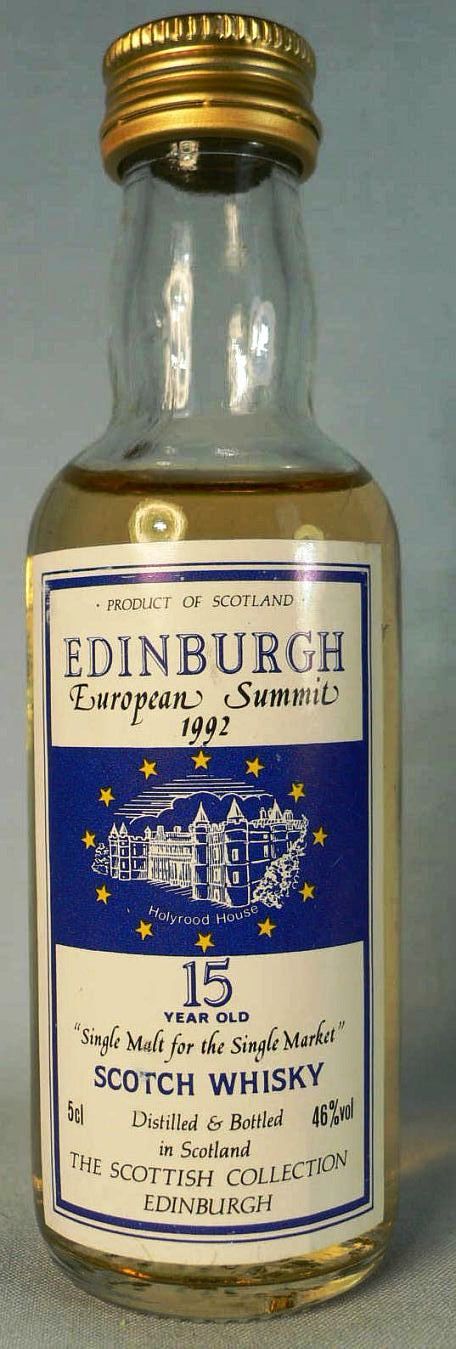 · PRODUCT OF SCOTLAND ·
EDINBURGH
European Summit
1992
Holyrood House
15
YEAR OLD
"Single Malt for the Single Market"
SCOTCH WHISKY
5cl Distilled & Bottled 46%vol
in Scotland
THE SCOTTISH COLLECTION
EDINBURGH